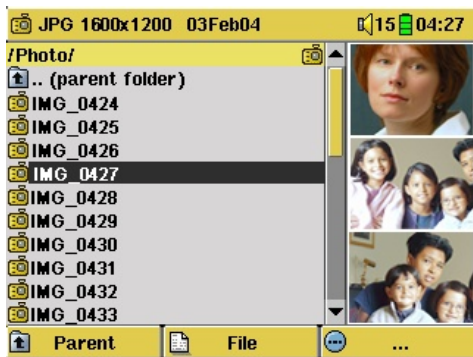 JPG 1600x1200 03Feb04 15 04:27
/Photo/
.. (parent folder)
IMG_0424
IMG_0425
IMG_0426
IMG_0427
IMG_0428
IMG_0429
IMG_0430
IMG_0431
IMG_0432
IMG_0433
Parent File ...